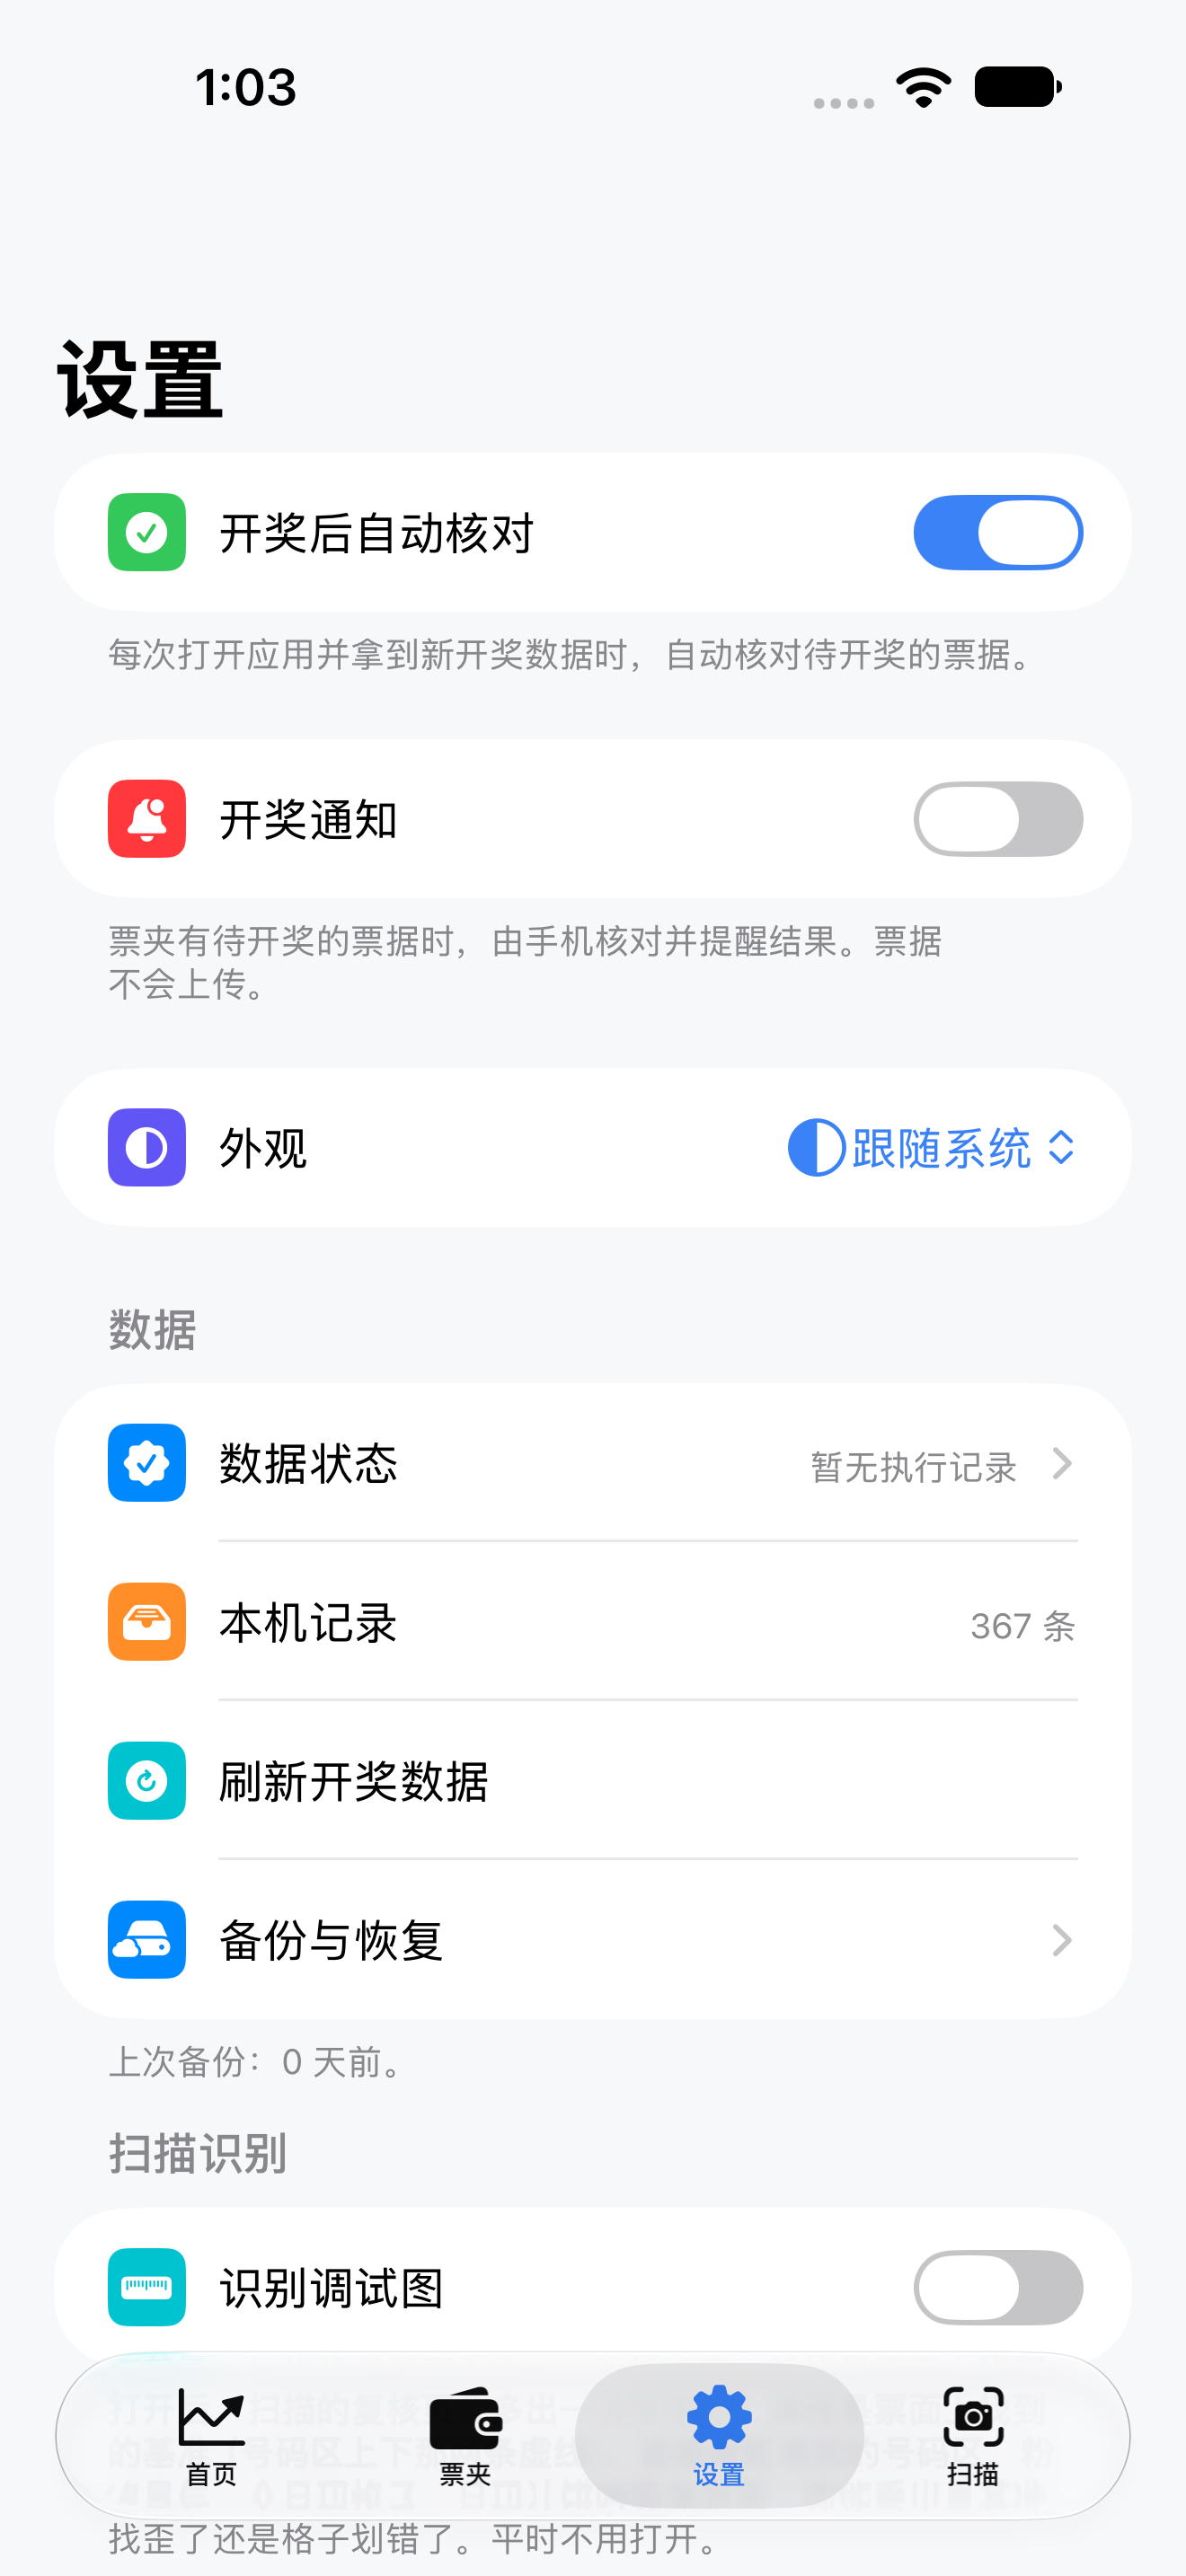 1:03
设置
开奖后自动核对
每次打开应用并拿到新开奖数据时，自动核对待开奖的票据。
开奖通知
票夹有待开奖的票据时，由手机核对并提醒结果。票据
不会上传。
外观 跟随系统
数据
数据状态 暂无执行记录
本机记录 367 条
刷新开奖数据
备份与恢复
上次备份：0 天前。
扫描识别
识别调试图
首页 票夹 设置 扫描
找歪了还是格子划错了。平时不用打开。